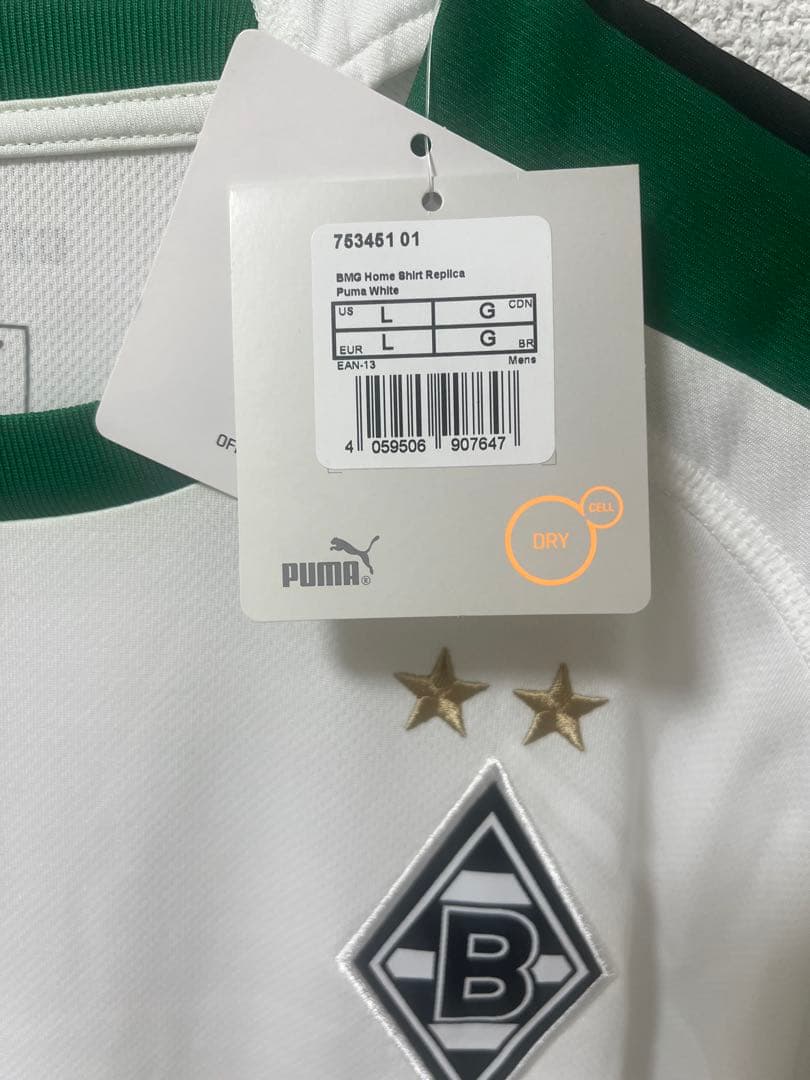 753451 01
BMG Home Shirt Replica
Puma White
US L G CDN
EUR L G BR
EAN-13 Mens
4 059506 907647
CELL
DRY
PUMA®
B